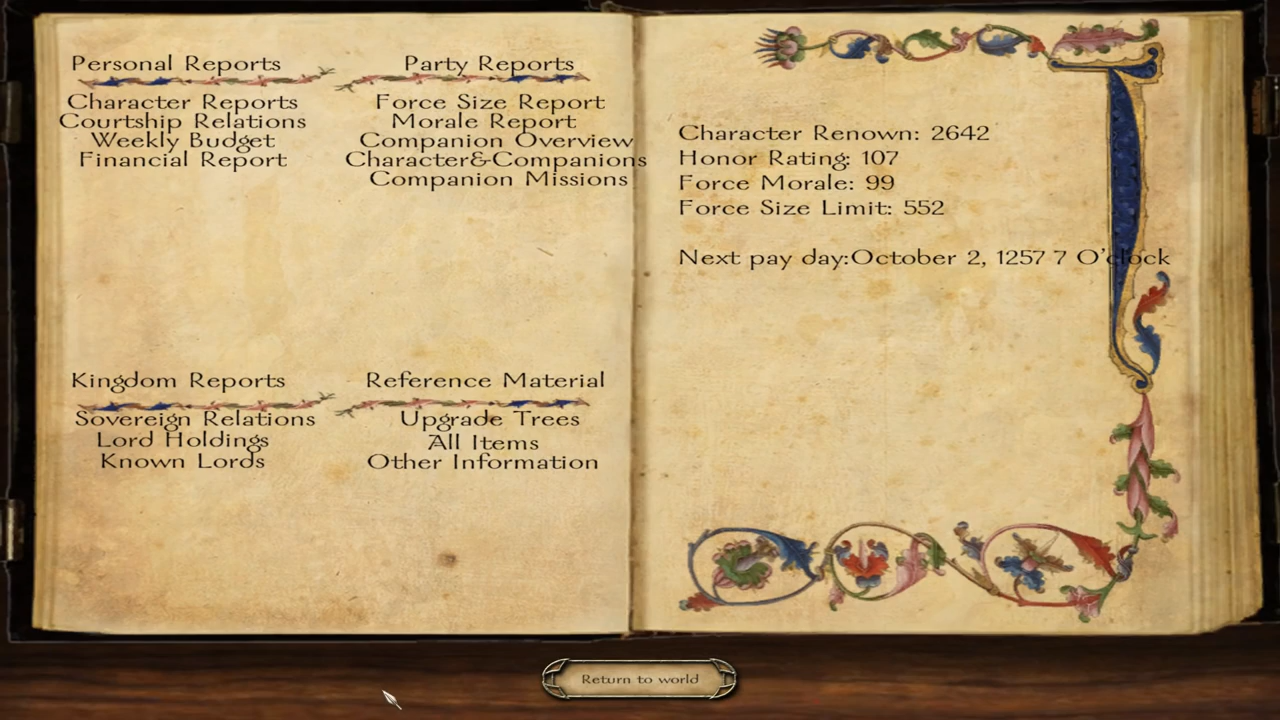 Personal Reports
Character Reports
Courtship Relations
Weekly Budget
Financial Report
Party Reports
Force Size Report
Morale Report
Companion Overview
Character&Companions
Companion Missions
Kingdom Reports
Sovereign Relations
Lord Holdings
Known Lords
Reference Material
Upgrade Trees
All Items
Other Information
Character Renown: 2642
Honor Rating: 107
Force Morale: 99
Force Size Limit: 552
Next pay day:October 2, 1257 7 O'clock
Return to world